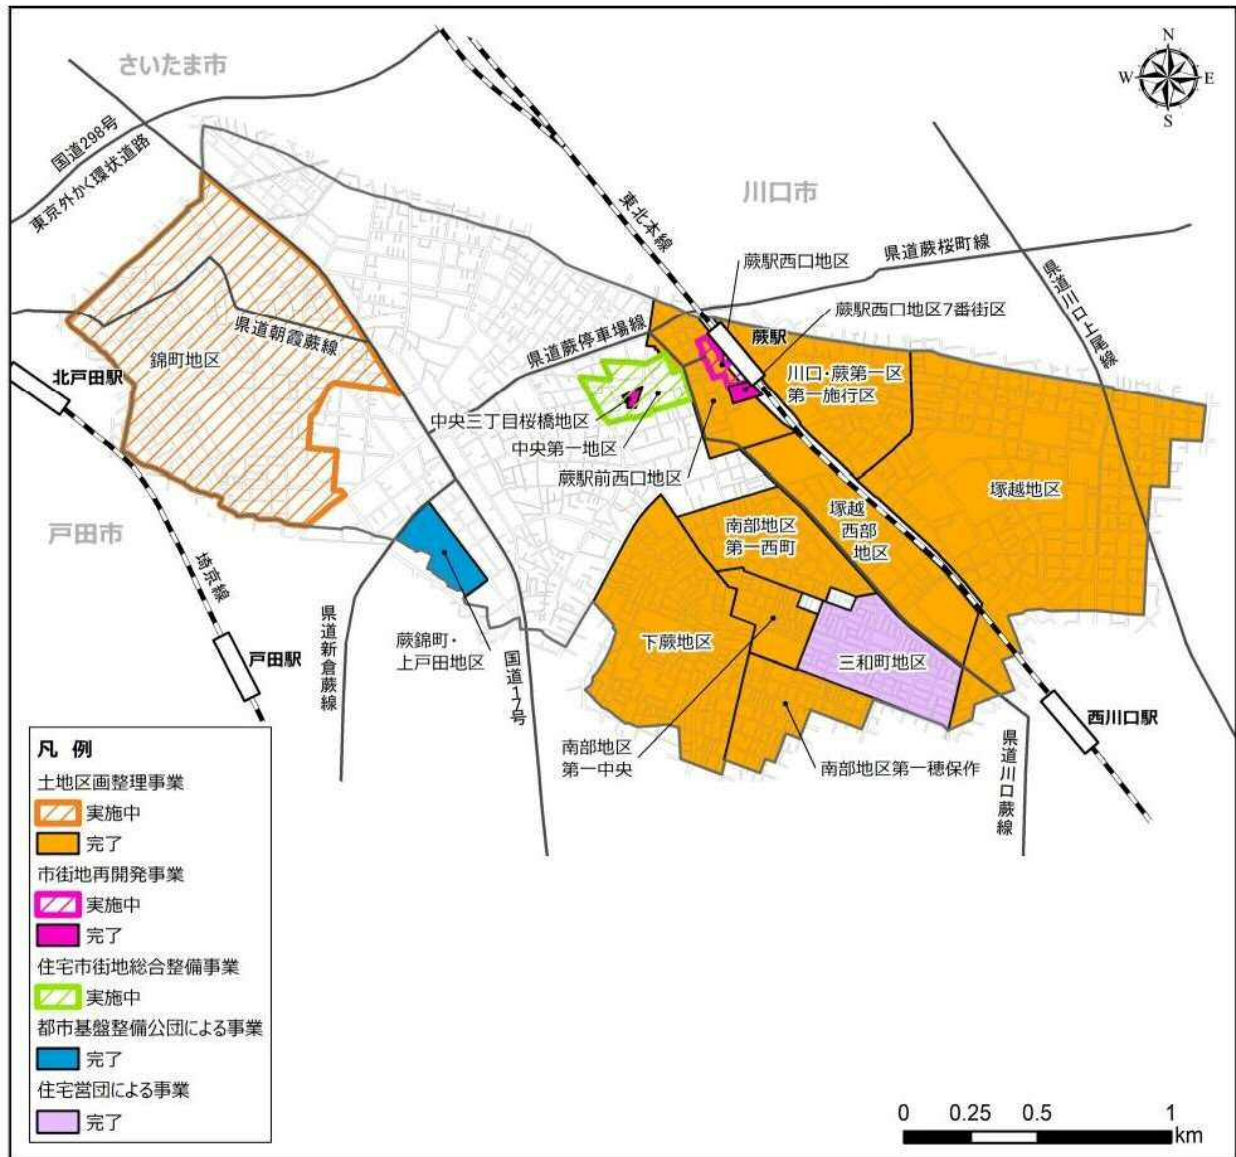 さいたま市
N
W E
S
国道298号
東京外かく環状道路
川口市
東北本線
県道蕨桜町線
蕨駅西口地区
県道川口上尾線
蕨駅西口地区7番街区
蕨駅
県道蕨停車場線
県道朝霞蕨線
錦町地区
北戸田駅
川口・蕨第一区
第一施行区
中央三丁目桜橋地区
中央第一地区
蕨駅前西口地区
塚越地区
塚越
西部
地区
南部地区
第一西町
戸田市
埼京線
県道新倉蕨線
戸田駅
蕨錦町・
上戸田地区
国道17号
下蕨地区
三和町地区
西川口駅
南部地区
第一中央
南部地区第一穂保作
県道川口蕨線
凡 例
土地区画整理事業
実施中
完了
市街地再開発事業
実施中
完了
住宅市街地総合整備事業
実施中
都市基盤整備公団による事業
完了
住宅営団による事業
完了
0 0.25 0.5 1
km